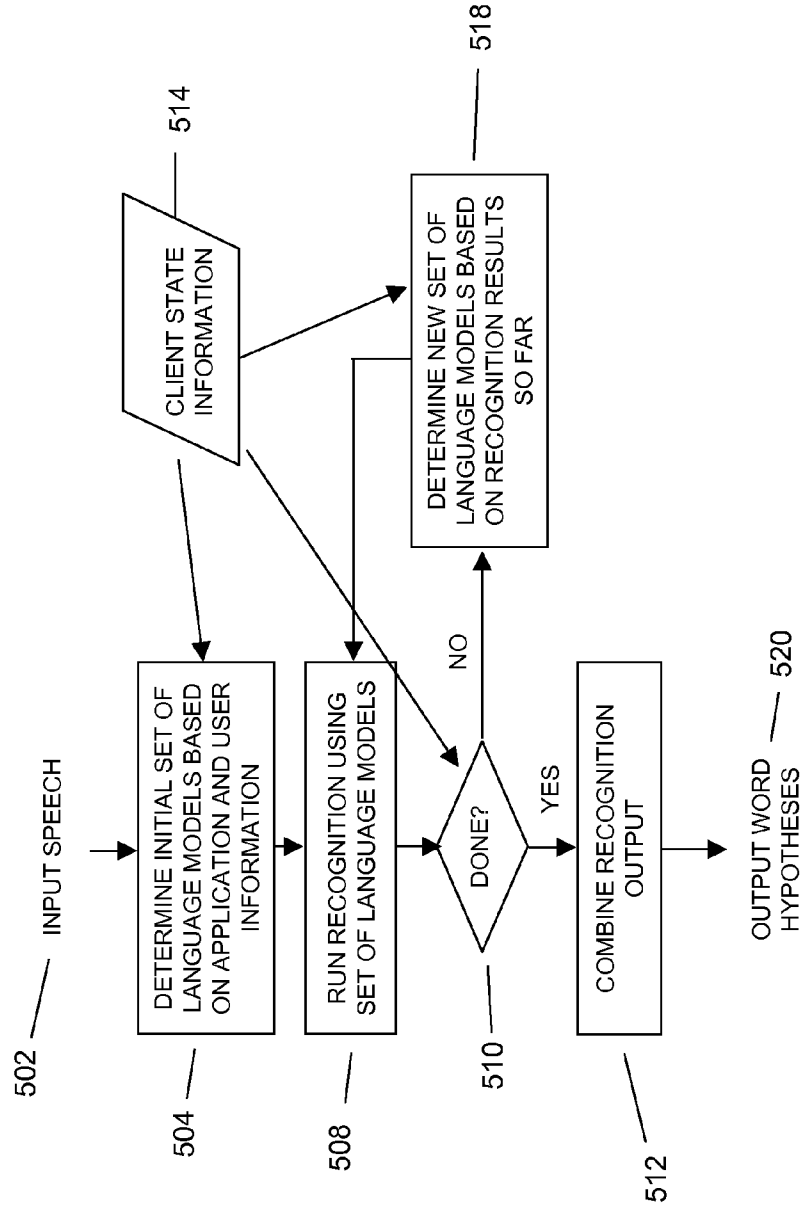 502
INPUT SPEECH
504
DETERMINE INITIAL SET OF
LANGUAGE MODELS BASED
ON APPLICATION AND USER
INFORMATION
514
CLIENT STATE
INFORMATION
508
RUN RECOGNITION USING
SET OF LANGUAGE MODELS
510
DONE?
NO
518
DETERMINE NEW SET OF
LANGUAGE MODELS BASED
ON RECOGNITION RESULTS
SO FAR
YES
512
COMBINE RECOGNITION
OUTPUT
OUTPUT WORD
HYPOTHESES
520